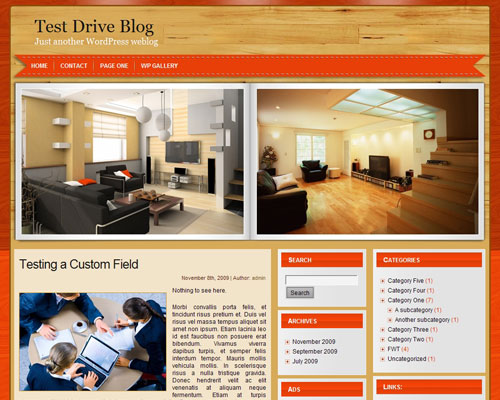 Test Drive Blog
Just another WordPress weblog
HOME
CONTACT
PAGE ONE
WP GALLERY
Testing a Custom Field
November 8th, 2009 | Author: admin
Nothing to see here.
Morbi convallis porta felis, et
tincidunt risus pretium et. Duis vel
risus vel massa tempus aliquet sit
amet non ipsum. Etiam lacinia leo
id est faucibus non posuere erat
bibendum. Vivamus viverra
dapibus turpis, et semper felis
interdum tempor. Mauris mollis
vehicula mollis. In scelerisque
risus a nulla tristique gravida.
Donec hendrerit velit ac elit
venenatis at aliquam neque
fermentum. Etiam at turpis
SEARCH
Search
ARCHIVES
November 2009
September 2009
July 2009
ADS
CATEGORIES
Category Five (1)
Category Four (1)
Category One (7)
A subcategory (1)
Another subcategory (1)
Category Three (1)
Category Two (1)
FWT (4)
Uncategorized (1)
LINKS: